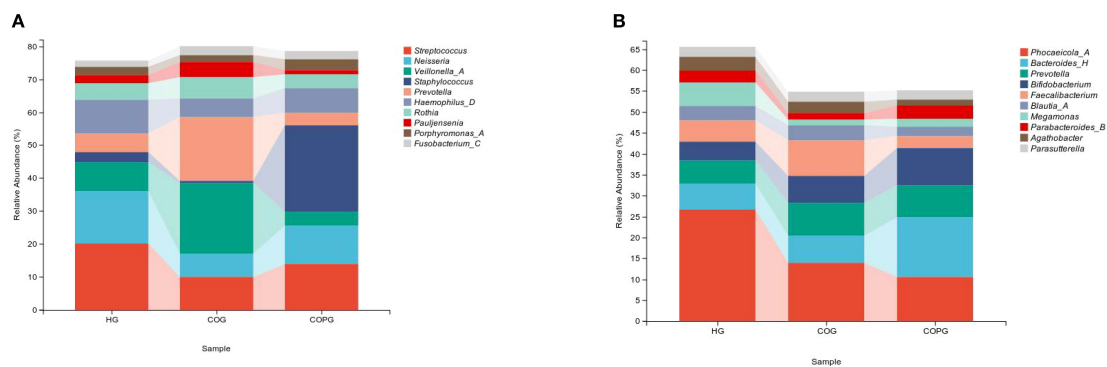 A
Relative Abundance (%)
80
70
60
50
40
30
20
10
0
HG
COG
COPG
Sample
Streptococcus
Neisseria
Veillonella_A
Staphylococcus
Prevotella
Haemophilus_D
Rothia
Pauljensenia
Porphyromonas_A
Fusobacterium_C
B
Relative Abundance (%)
65
60
55
50
45
40
35
30
25
20
15
10
5
0
HG
COG
COPG
Sample
Phocaeicola_A
Bacteroides_H
Prevotella
Bifidobacterium
Faecalibacterium
Blautia_A
Megamonas
Parabacteroides_B
Agathobacter
Parasutterella